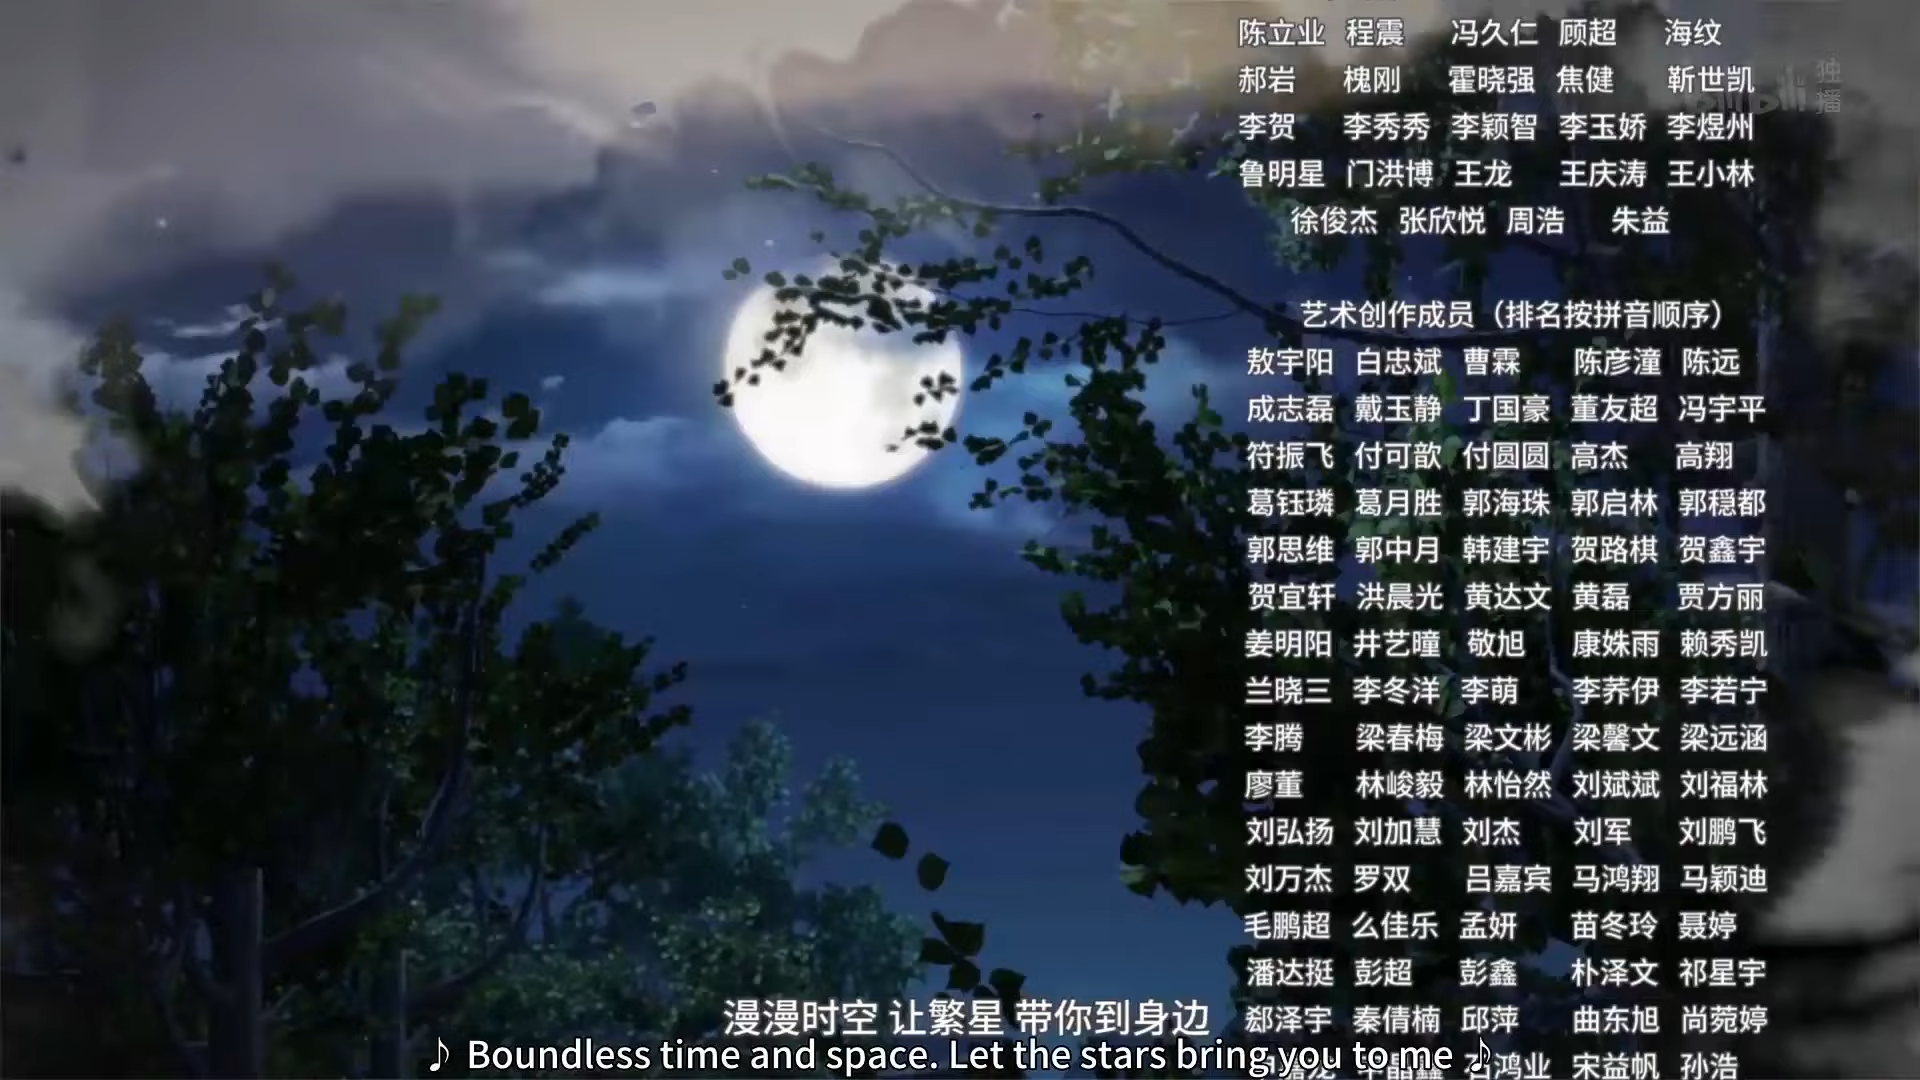 陈立业 程震 冯久仁 顾超 海纹
郝岩 槐刚 霍晓强 焦健 靳世凯
bilibili 独播
李贺 李秀秀 李颖智 李玉娇 李煜州
鲁明星 门洪博 王龙 王庆涛 王小林
徐俊杰 张欣悦 周浩 朱益
艺术创作成员（排名按拼音顺序）
敖宇阳 白忠斌 曹霖 陈彦潼 陈远
成志磊 戴玉静 丁国豪 董友超 冯宇平
符振飞 付可歆 付圆圆 高杰 高翔
葛钰璘 葛月胜 郭海珠 郭启林 郭穏都
郭思维 郭中月 韩建宇 贺路棋 贺鑫宇
贺宜轩 洪晨光 黄达文 黄磊 贾方丽
姜明阳 井艺曈 敬旭 康姝雨 赖秀凯
兰晓三 李冬洋 李萌 李荞伊 李若宁
李腾 梁春梅 梁文彬 梁馨文 梁远涵
廖董 林峻毅 林怡然 刘斌斌 刘福林
刘弘扬 刘加慧 刘杰 刘军 刘鹏飞
刘万杰 罗双 吕嘉宾 马鸿翔 马颖迪
毛鹏超 么佳乐 孟妍 苗冬玲 聂婷
潘达挺 彭超 彭鑫 朴泽文 祁星宇
郄泽宇 秦倩楠 邱萍 曲东旭 尚菀婷
石鸿业 宋益帆 孙浩
漫漫时空 让繁星 带你到身边
♪ Boundless time and space. Let the stars bring you to me ♪